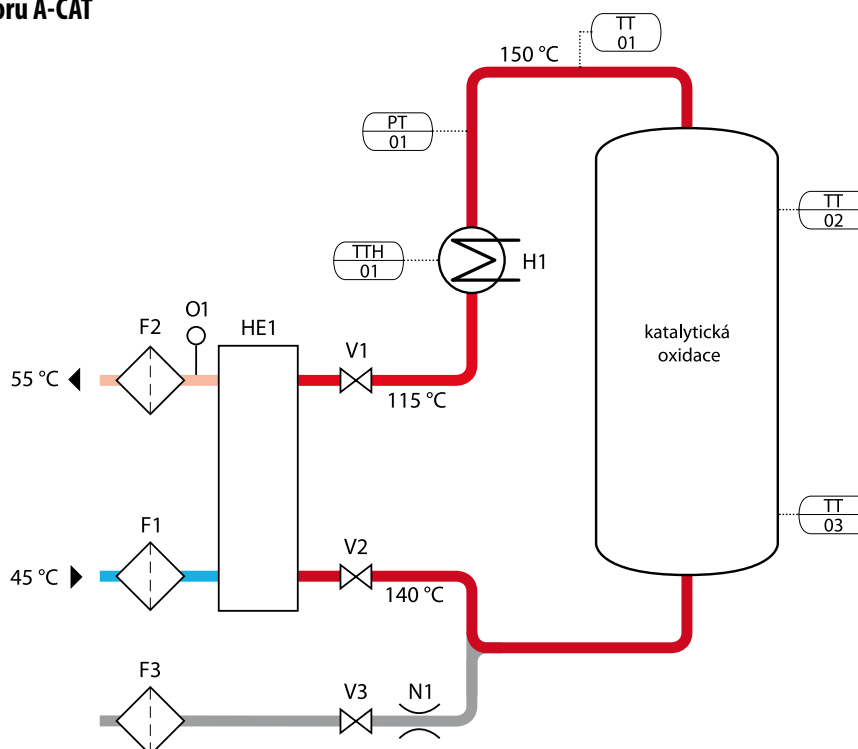 oru A-CAT
TT
01
150 °C
PT
01
TT
02
TTH
01
H1
O1
F2
HE1
V1
katalytická
oxidace
55 °C
115 °C
TT
03
F1
V2
45 °C
140 °C
F3
V3
N1